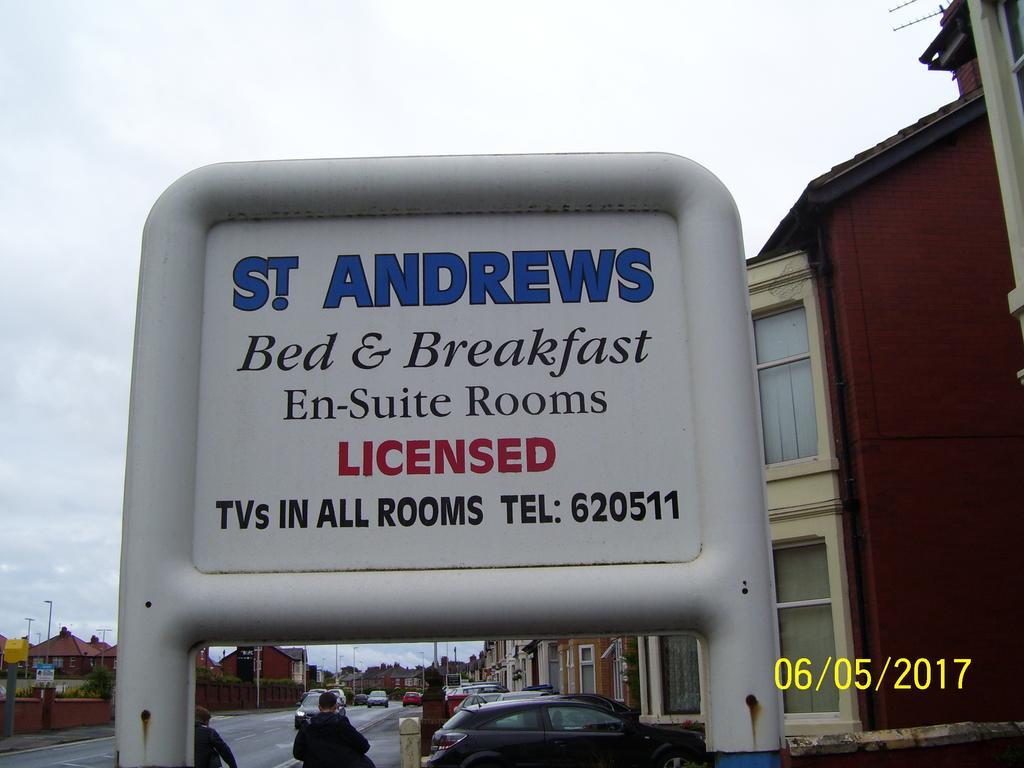 ST. ANDREWS
Bed & Breakfast
En-Suite Rooms
LICENSED
TVs IN ALL ROOMS TEL: 620511
06/05/2017